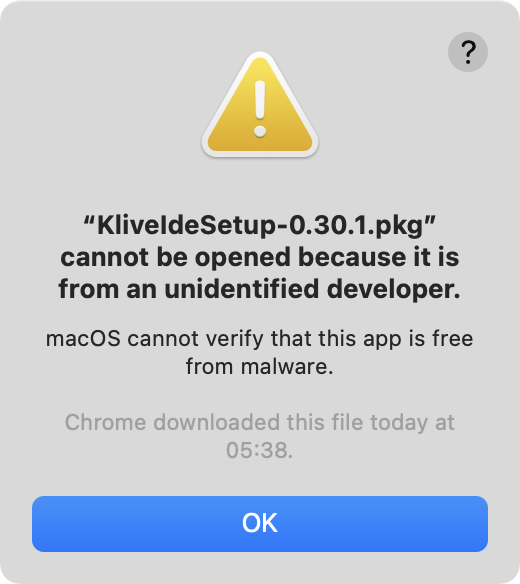 ?
“KliveIdeSetup-0.30.1.pkg”
cannot be opened because it is
from an unidentified developer.
macOS cannot verify that this app is free
from malware.
Chrome downloaded this file today at
05:38.
OK